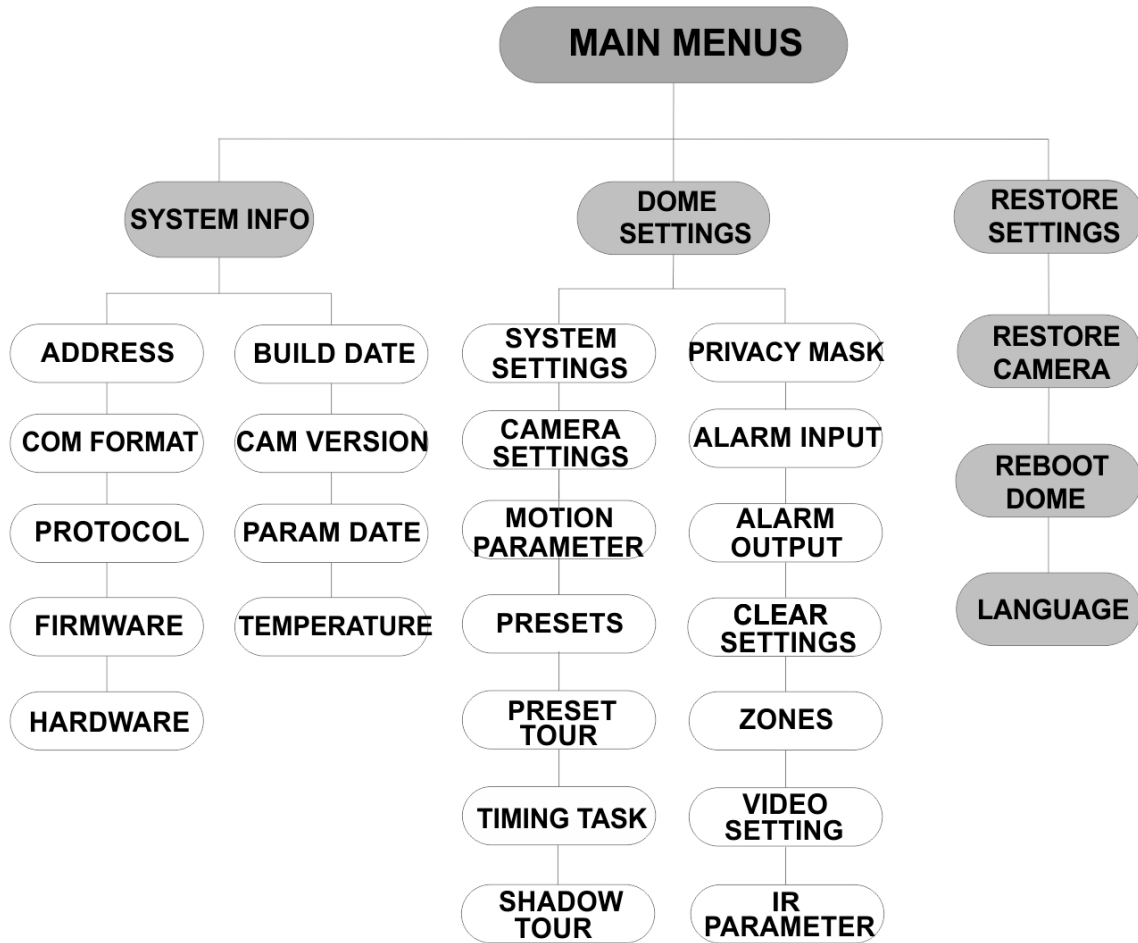 MAIN MENUS
SYSTEM INFO
ADDRESS
COM FORMAT
PROTOCOL
FIRMWARE
HARDWARE
BUILD DATE
CAM VERSION
PARAM DATE
TEMPERATURE
DOME
SETTINGS
SYSTEM
SETTINGS
CAMERA
SETTINGS
MOTION
PARAMETER
PRESETS
PRESET
TOUR
TIMING TASK
SHADOW
TOUR
PRIVACY MASK
ALARM INPUT
ALARM
OUTPUT
CLEAR
SETTINGS
ZONES
VIDEO
SETTING
IR
PARAMETER
RESTORE
SETTINGS
RESTORE
CAMERA
REBOOT
DOME
LANGUAGE